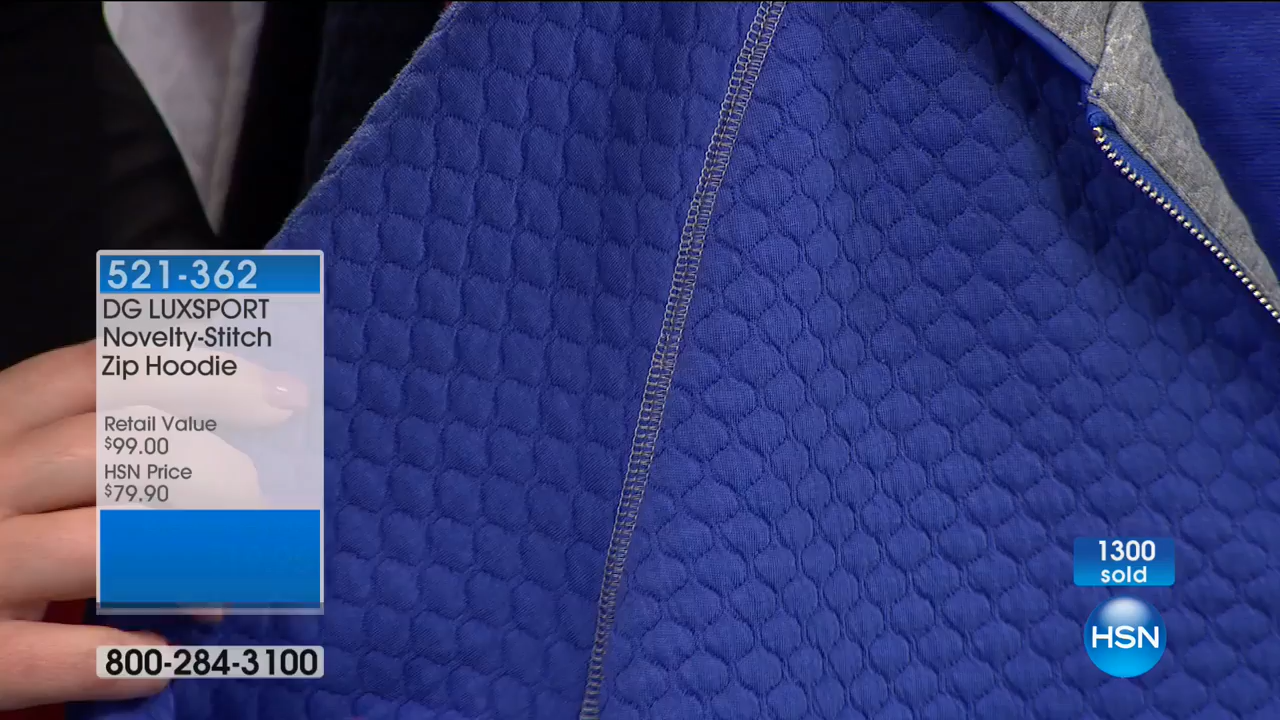 521-362
DG LUXSPORT
Novelty-Stitch
Zip Hoodie
Retail Value
$99.00
HSN Price
$79.90
800-284-3100
1300
sold
HSN